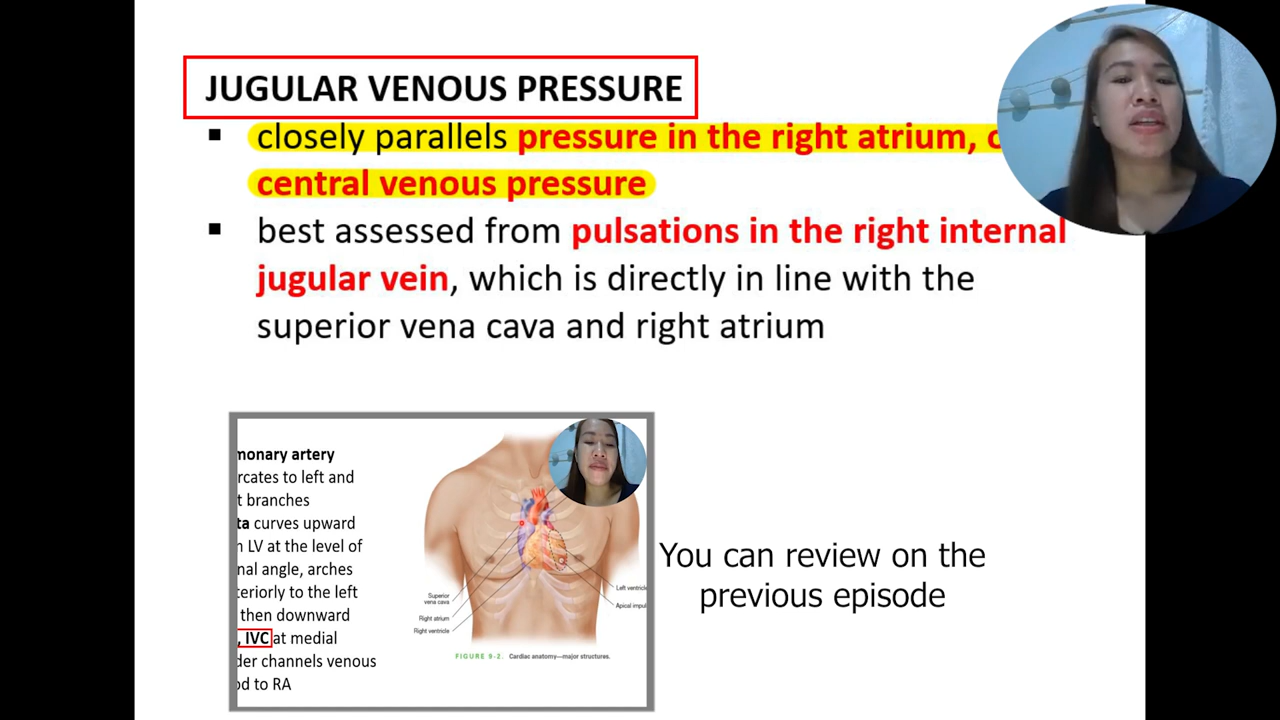 JUGULAR VENOUS PRESSURE
▪ closely parallels pressure in the right atrium,
central venous pressure
▪ best assessed from pulsations in the right internal
jugular vein, which is directly in line with the
superior vena cava and right atrium
monary artery
rcates to left and
t branches
ta curves upward
LV at the level of
nal angle, arches
teriorly to the left
then downward
, IVC at medial
der channels venous
od to RA
Superior
vena cava
Right atrium
Right ventricle
Left ventricle
Apical impul
FIGURE 9-2. Cardiac anatomy—major structures.
You can review on the
previous episode